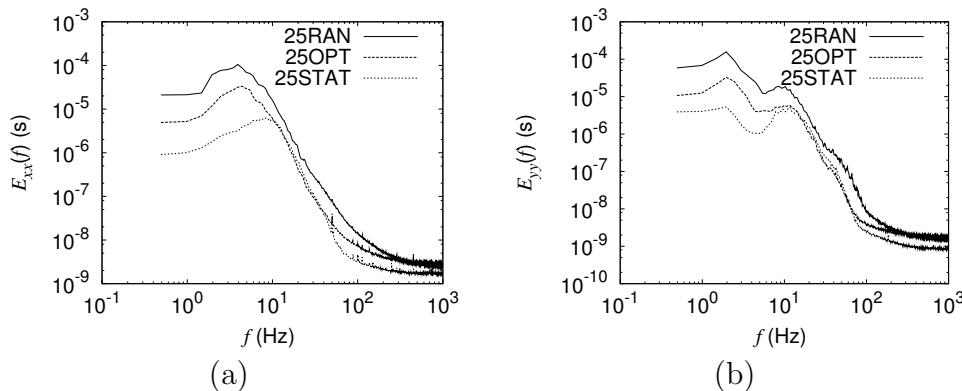 10^-3
10^-4
10^-5
10^-6
10^-7
10^-8
10^-9
E_xx(f) (s)
25RAN
25OPT
25STAT
10^-1 10^0 10^1 10^2 10^3
f (Hz)
(a)
10^-3
10^-4
10^-5
10^-6
10^-7
10^-8
10^-9
10^-10
E_yy(f) (s)
25RAN
25OPT
25STAT
10^-1 10^0 10^1 10^2 10^3
f (Hz)
(b)